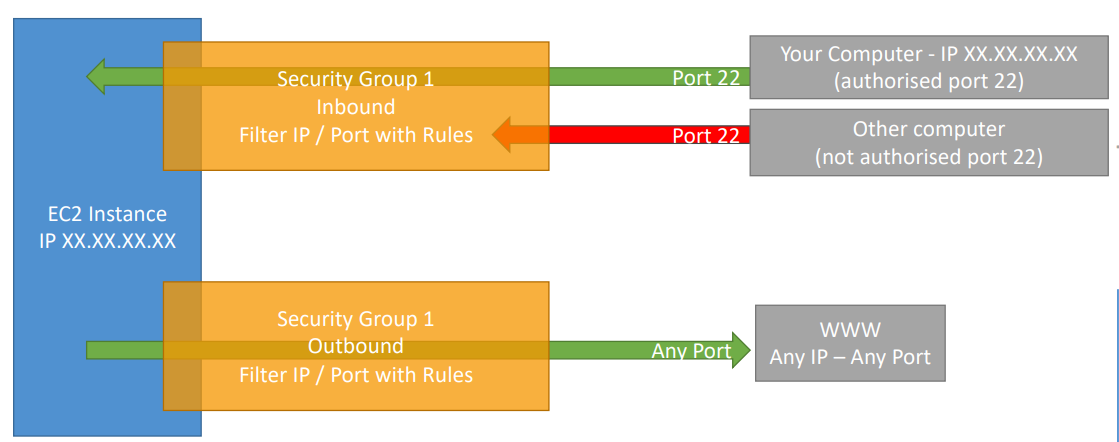 Your Computer - IP XX.XX.XX.XX
(authorised port 22)
Port 22
Security Group 1
Inbound
Filter IP / Port with Rules
Port 22
Other computer
(not authorised port 22)
EC2 Instance
IP XX.XX.XX.XX
Security Group 1
Outbound
Filter IP / Port with Rules
Any Port
WWW
Any IP – Any Port